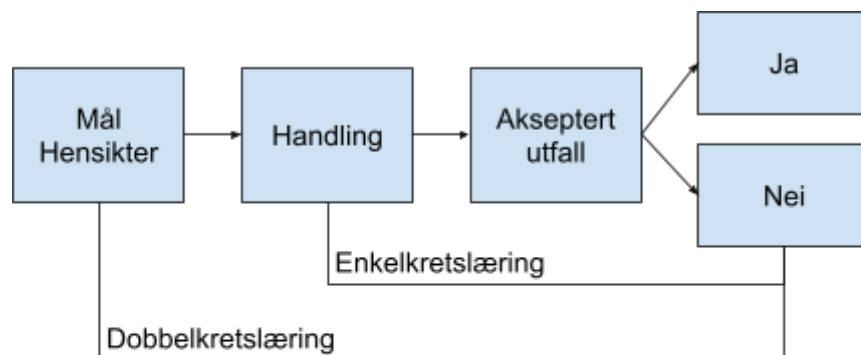 Mål
Hensikter
Handling
Akseptert
utfall
Ja
Nei
Enkelkretslæring
Dobbelkretslæring